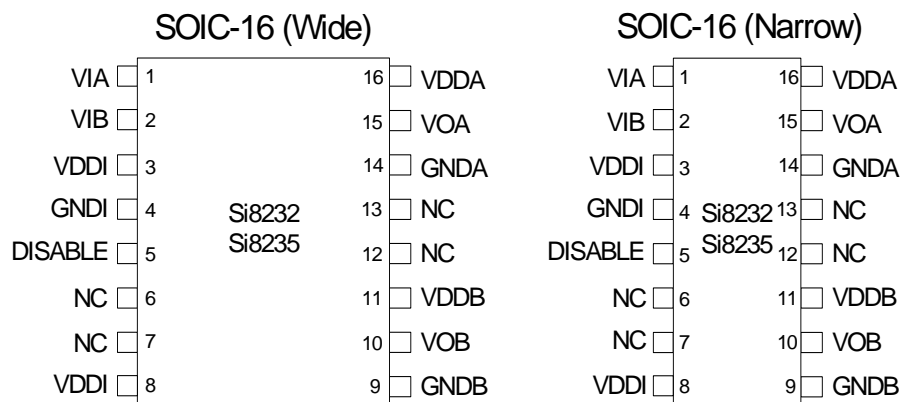 SOIC-16 (Wide)
VIA 1 16 VDDA
VIB 2 15 VOA
VDDI 3 14 GNDA
GNDI 4 Si8232 13 NC
DISABLE 5 Si8235 12 NC
NC 6 11 VDDB
NC 7 10 VOB
VDDI 8 9 GNDB
SOIC-16 (Narrow)
VIA 1 16 VDDA
VIB 2 15 VOA
VDDI 3 14 GNDA
GNDI 4 Si8232 13 NC
DISABLE 5 Si8235 12 NC
NC 6 11 VDDB
NC 7 10 VOB
VDDI 8 9 GNDB